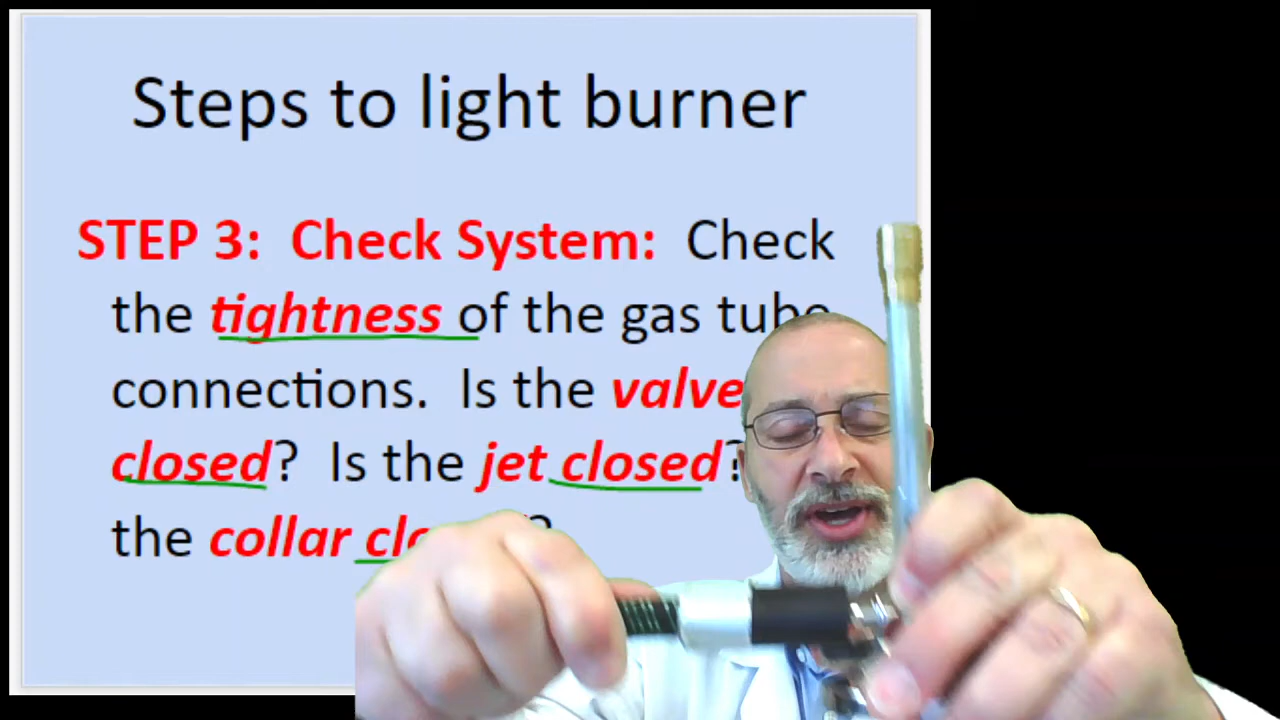 Steps to light burner
STEP 3: Check System: Check
the tightness of the gas tube
connections. Is the valve
closed? Is the jet closed?
the collar